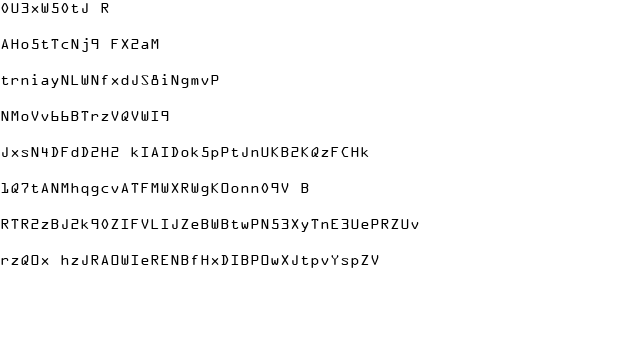 0U3xW50tJ R
AHo5tTcNj9 FX2aM
trniayNLWNfxdJS8iNgmvP
NMoVv66BTrzVQVWI9
JxsN4DFdD2H2 kIAIDok5pPtJnUKB2KQzFCHk
1Q7tANMhqgcvATFMWXRWgKOonn09V B
RTR2zBJ2k90ZIFVLIJZeBWBtwPN53XyTnE3UePRZUv
rzQOx hzJRAOWIeRENBfHxDIBPOwXJtpvYspZV